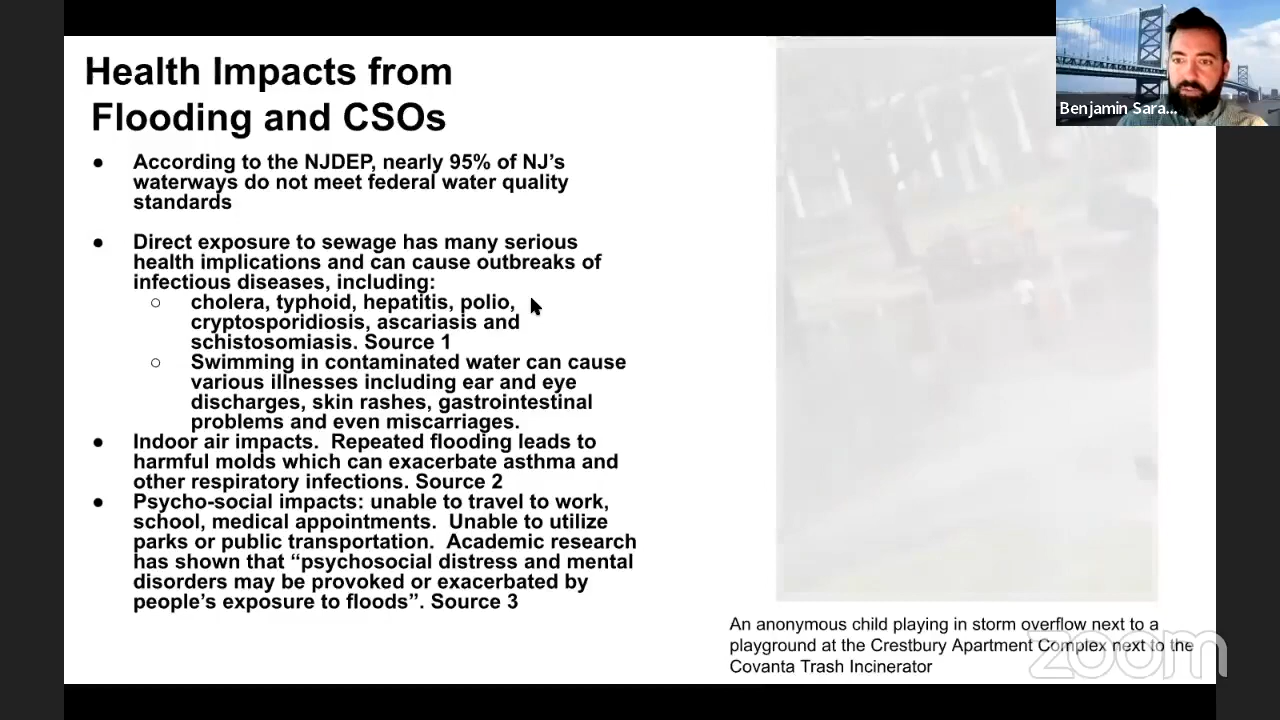 Health Impacts from
Flooding and CSOs
● According to the NJDEP, nearly 95% of NJ’s
waterways do not meet federal water quality
standards
● Direct exposure to sewage has many serious
health implications and can cause outbreaks of
infectious diseases, including:
○ cholera, typhoid, hepatitis, polio,
cryptosporidiosis, ascariasis and
schistosomiasis. Source 1
○ Swimming in contaminated water can cause
various illnesses including ear and eye
discharges, skin rashes, gastrointestinal
problems and even miscarriages.
● Indoor air impacts.  Repeated flooding leads to
harmful molds which can exacerbate asthma and
other respiratory infections. Source 2
● Psycho-social impacts: unable to travel to work,
school, medical appointments.  Unable to utilize
parks or public transportation.  Academic research
has shown that “psychosocial distress and mental
disorders may be provoked or exacerbated by
people’s exposure to floods”. Source 3
Benjamin Sara...
An anonymous child playing in storm overflow next to a
playground at the Crestbury Apartment Complex next to the
Covanta Trash Incinerator
zoom